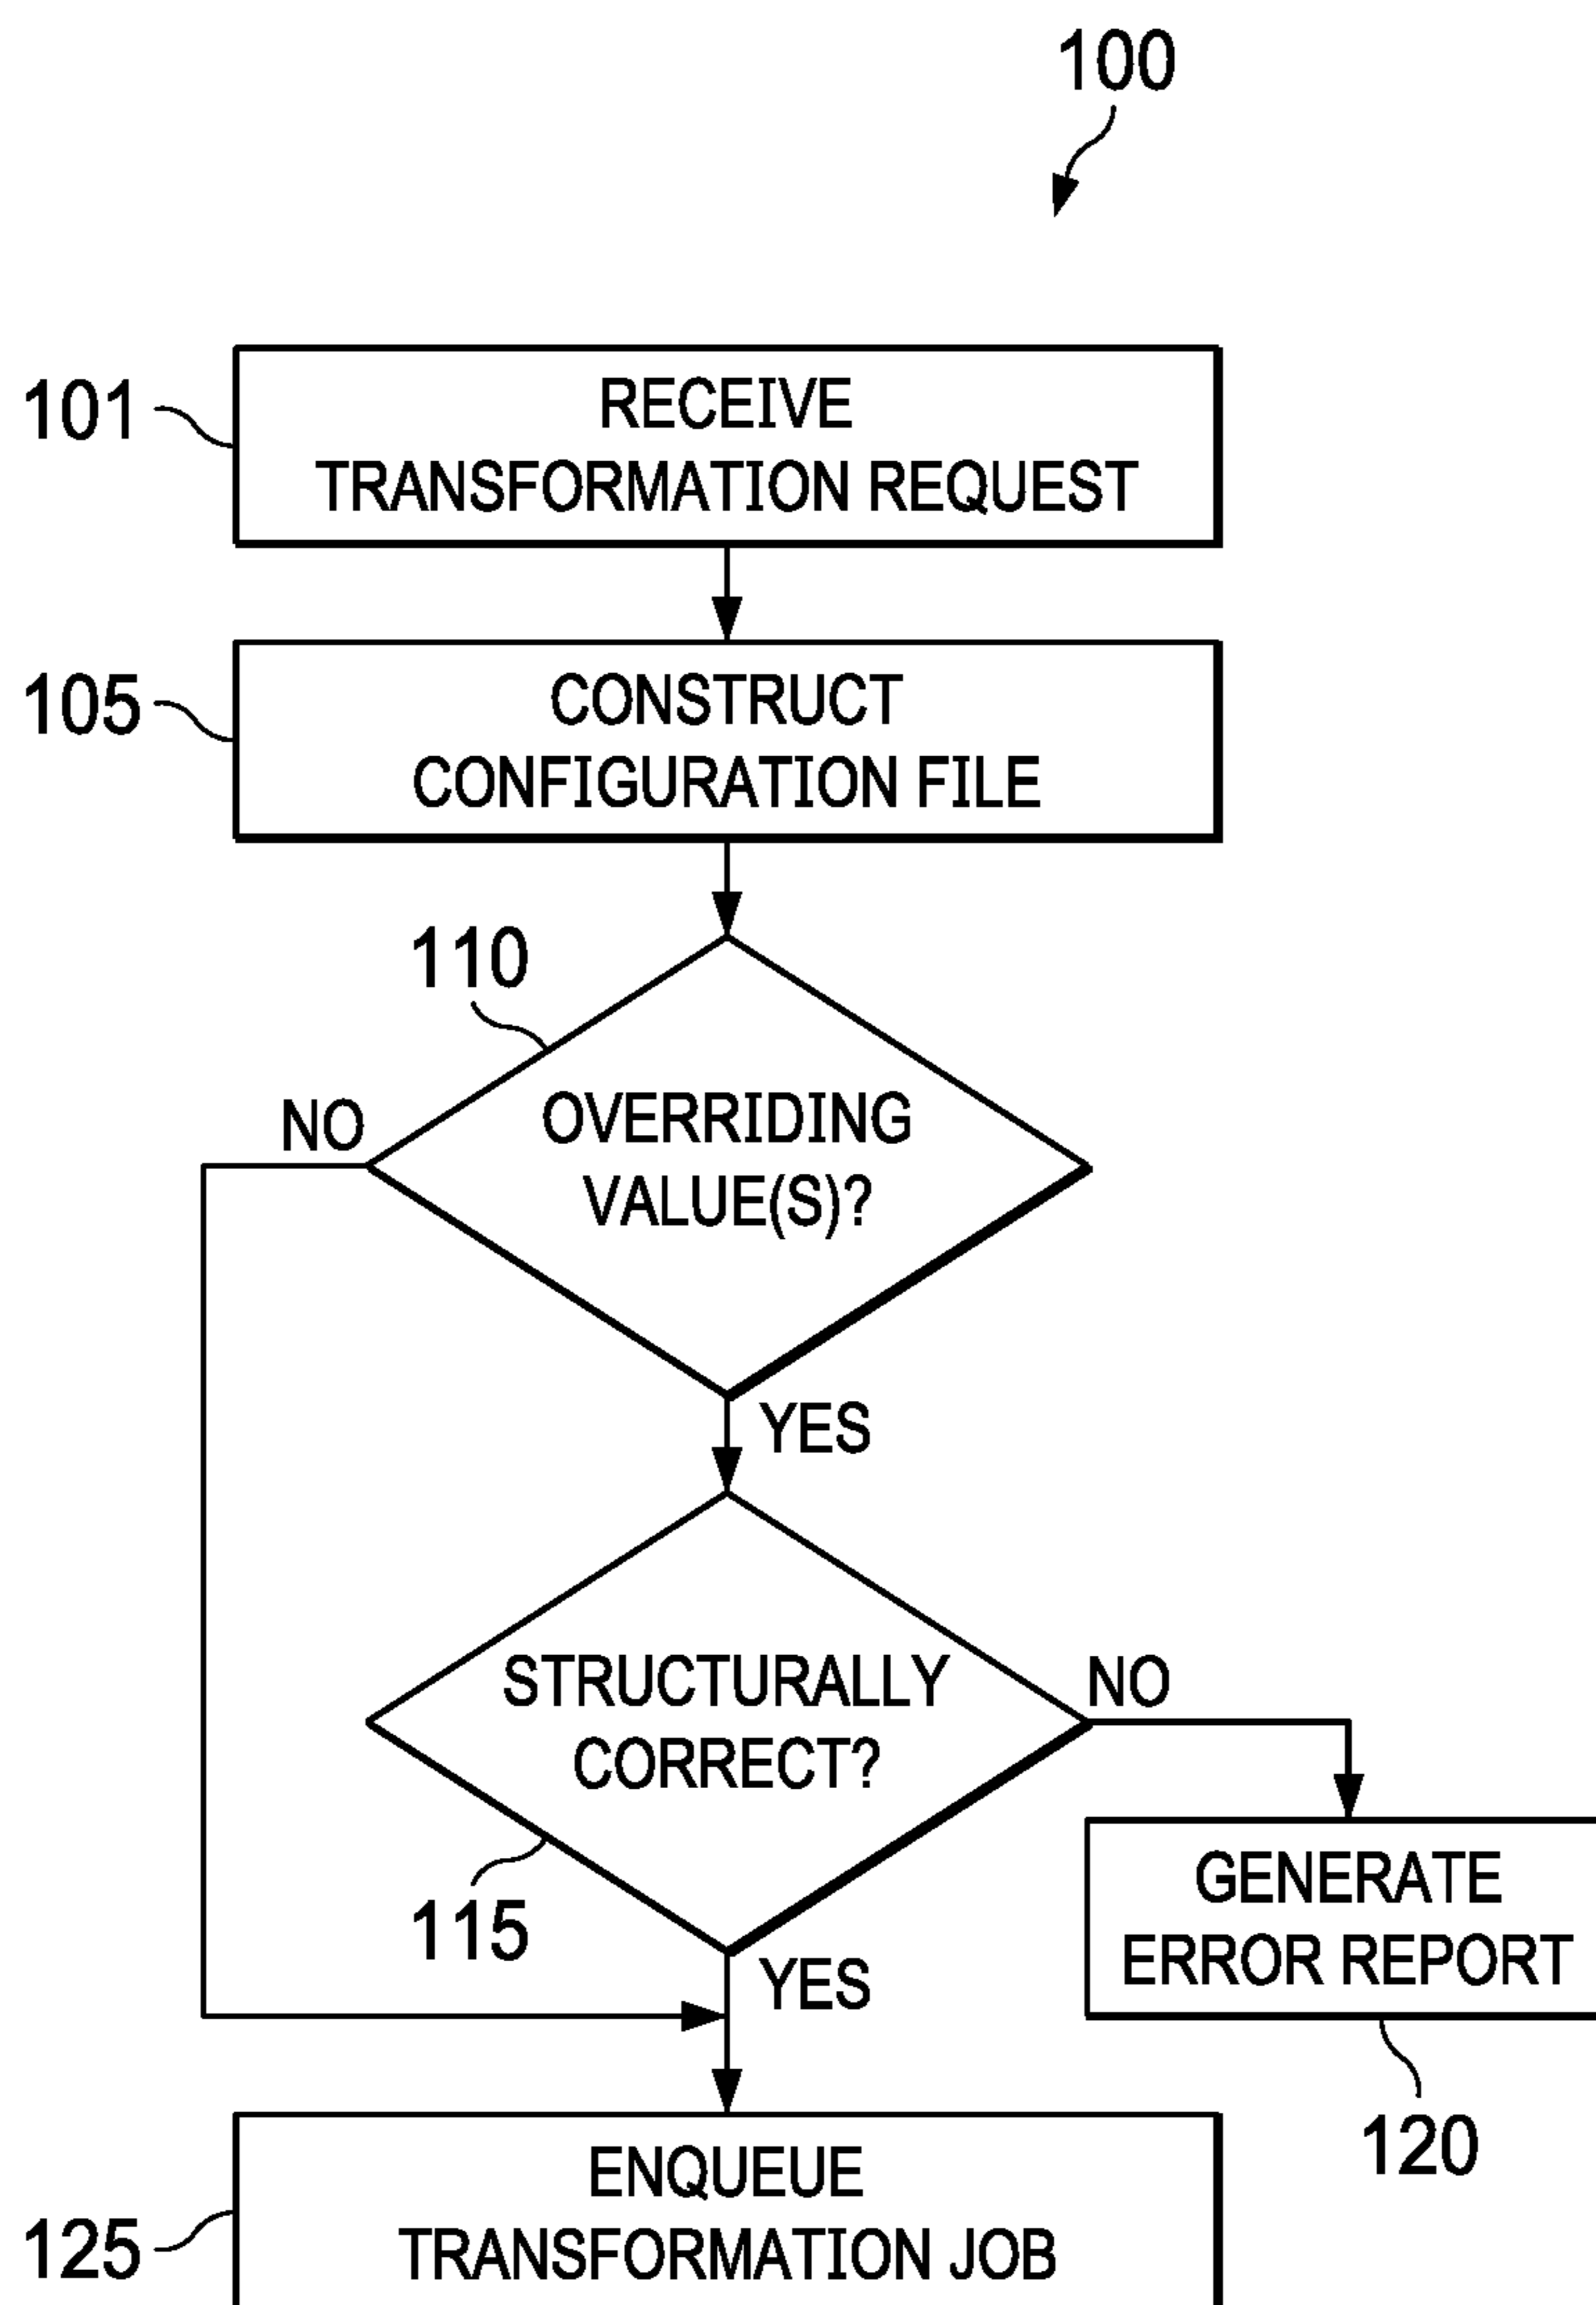 100
101
RECEIVE
TRANSFORMATION REQUEST
105
CONSTRUCT
CONFIGURATION FILE
110
NO
OVERRIDING
VALUE(S)?
YES
STRUCTURALLY
CORRECT?
NO
115
YES
GENERATE
ERROR REPORT
120
ENQUEUE
TRANSFORMATION JOB
125